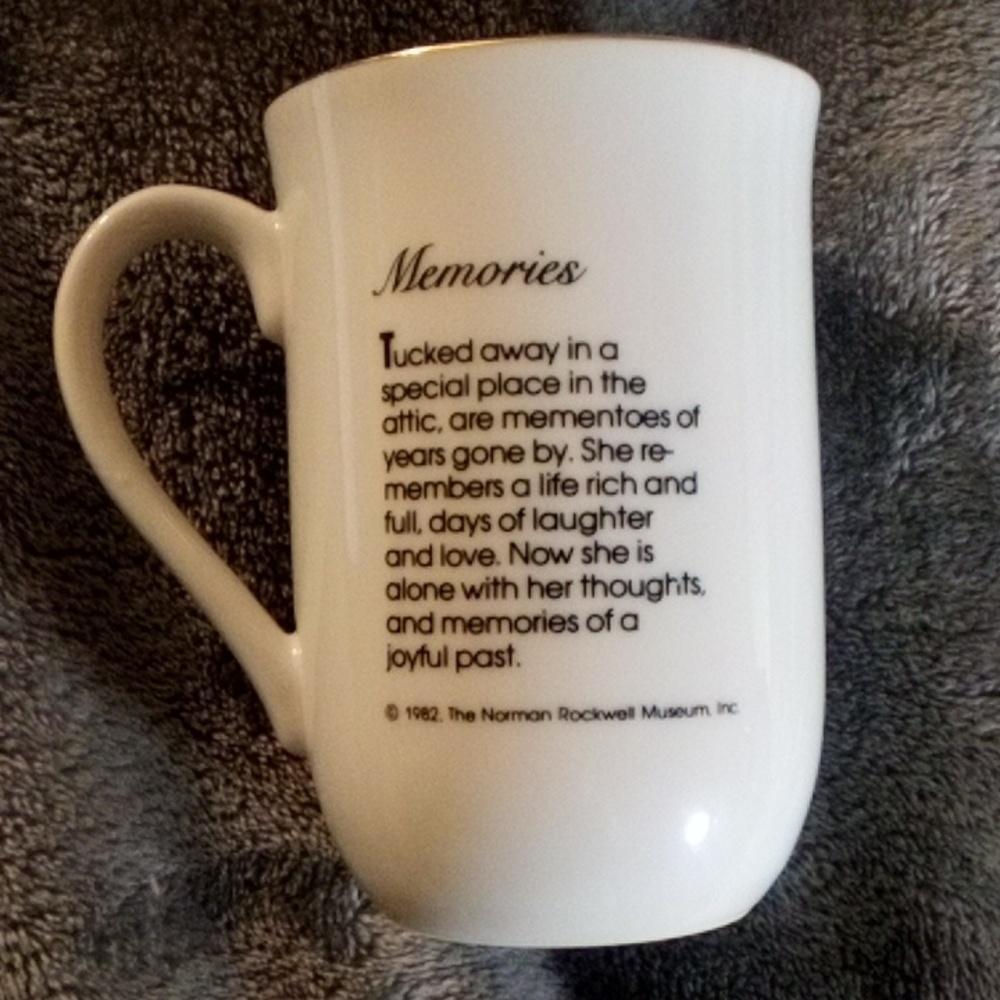 Memories
Tucked away in a
special place in the
attic, are mementoes of
years gone by. She re-
members a life rich and
full, days of laughter
and love. Now she is
alone with her thoughts,
and memories of a
joyful past.
© 1982, The Norman Rockwell Museum, Inc